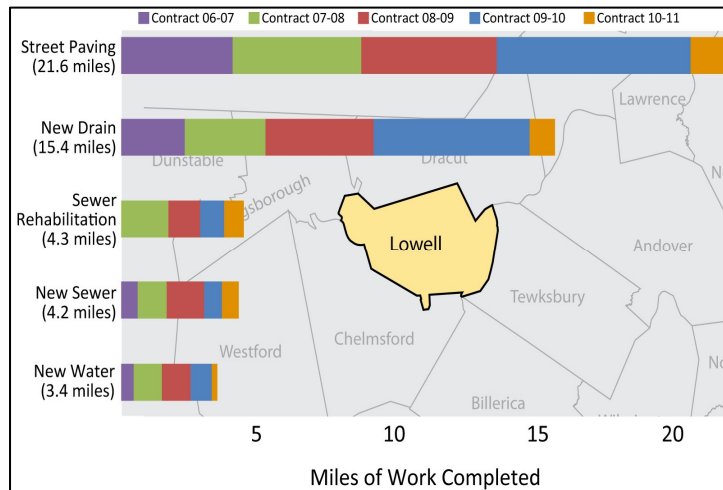 Contract 06-07 Contract 07-08 Contract 08-09 Contract 09-10 Contract 10-11
Street Paving
(21.6 miles)
Lawrence
New Drain
(15.4 miles)
Dunstable
Dracut
Sewer
Rehabilitation
(4.3 miles)
Lowell
Andover
New Sewer
(4.2 miles)
Tewksbury
Chelmsford
Westford
New Water
(3.4 miles)
Billerica
5 10 15 20
Miles of Work Completed